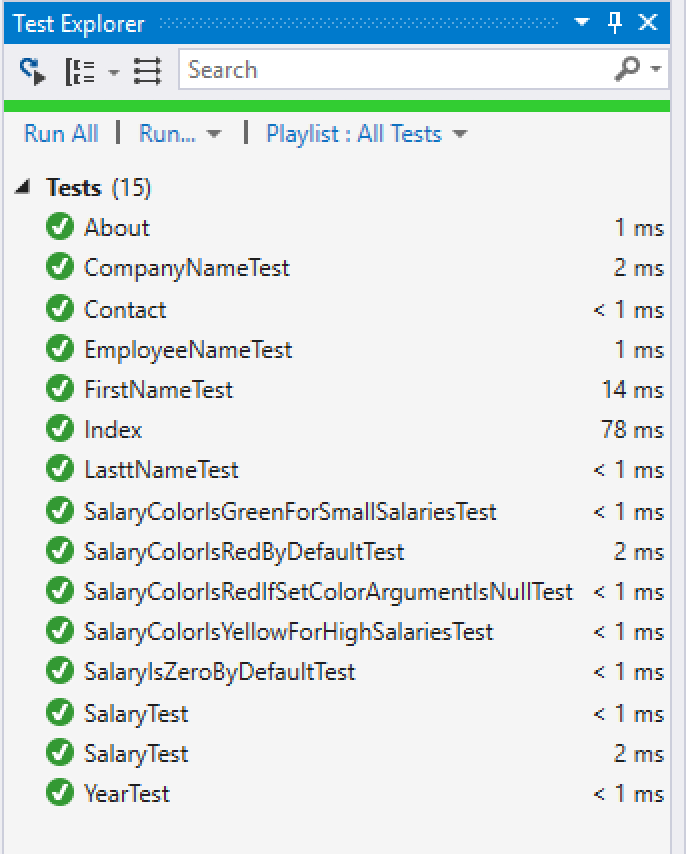 Test Explorer
Search
Run All | Run... | Playlist : All Tests
Tests (15)
About 1 ms
CompanyNameTest 2 ms
Contact < 1 ms
EmployeeNameTest 1 ms
FirstNameTest 14 ms
Index 78 ms
LasttNameTest < 1 ms
SalaryColorIsGreenForSmallSalariesTest < 1 ms
SalaryColorIsRedByDefaultTest 2 ms
SalaryColorIsRedIfSetColorArgumentIsNullTest < 1 ms
SalaryColorIsYellowForHighSalariesTest < 1 ms
SalaryIsZeroByDefaultTest < 1 ms
SalaryTest < 1 ms
SalaryTest 2 ms
YearTest < 1 ms